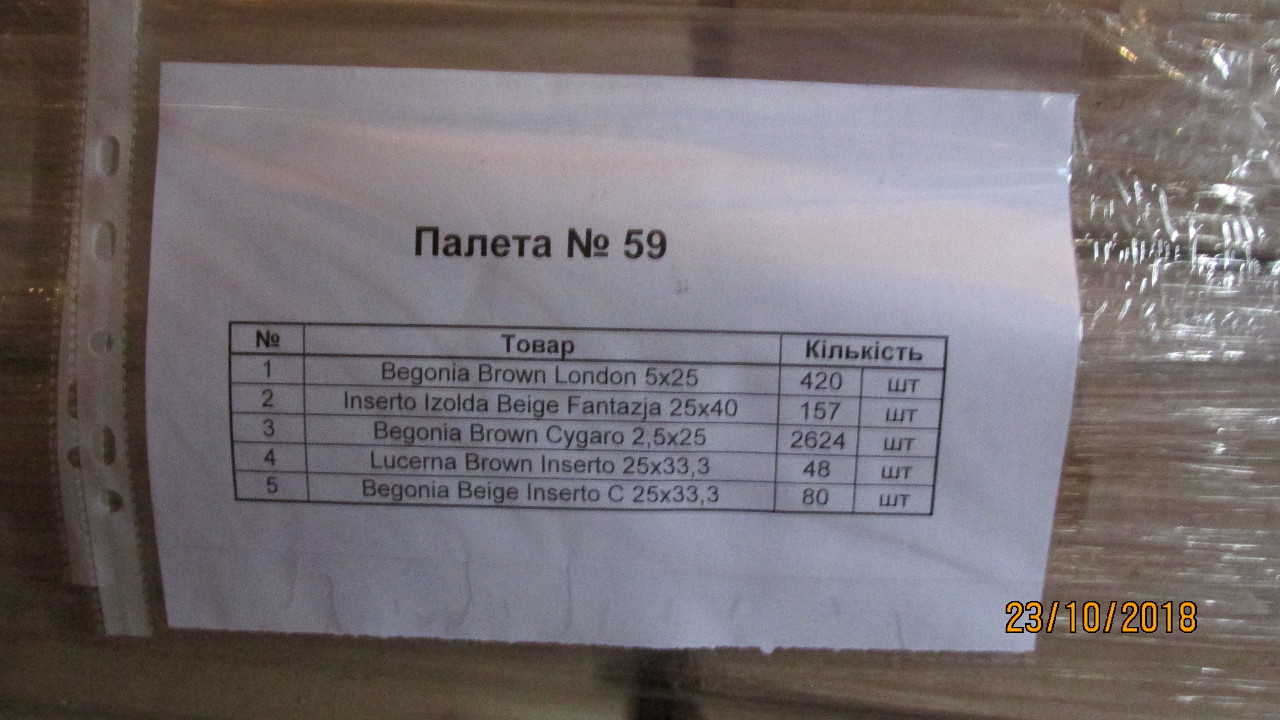 Палета № 59
№ Товар Кількість
1 Begonia Brown London 5x25 420 шт
2 Inserto Izolda Beige Fantazja 25x40 157 шт
3 Begonia Brown Cygaro 2,5x25 2624 шт
4 Lucerna Brown Inserto 25x33,3 48 шт
5 Begonia Beige Inserto C 25x33,3 80 шт
23/10/2018